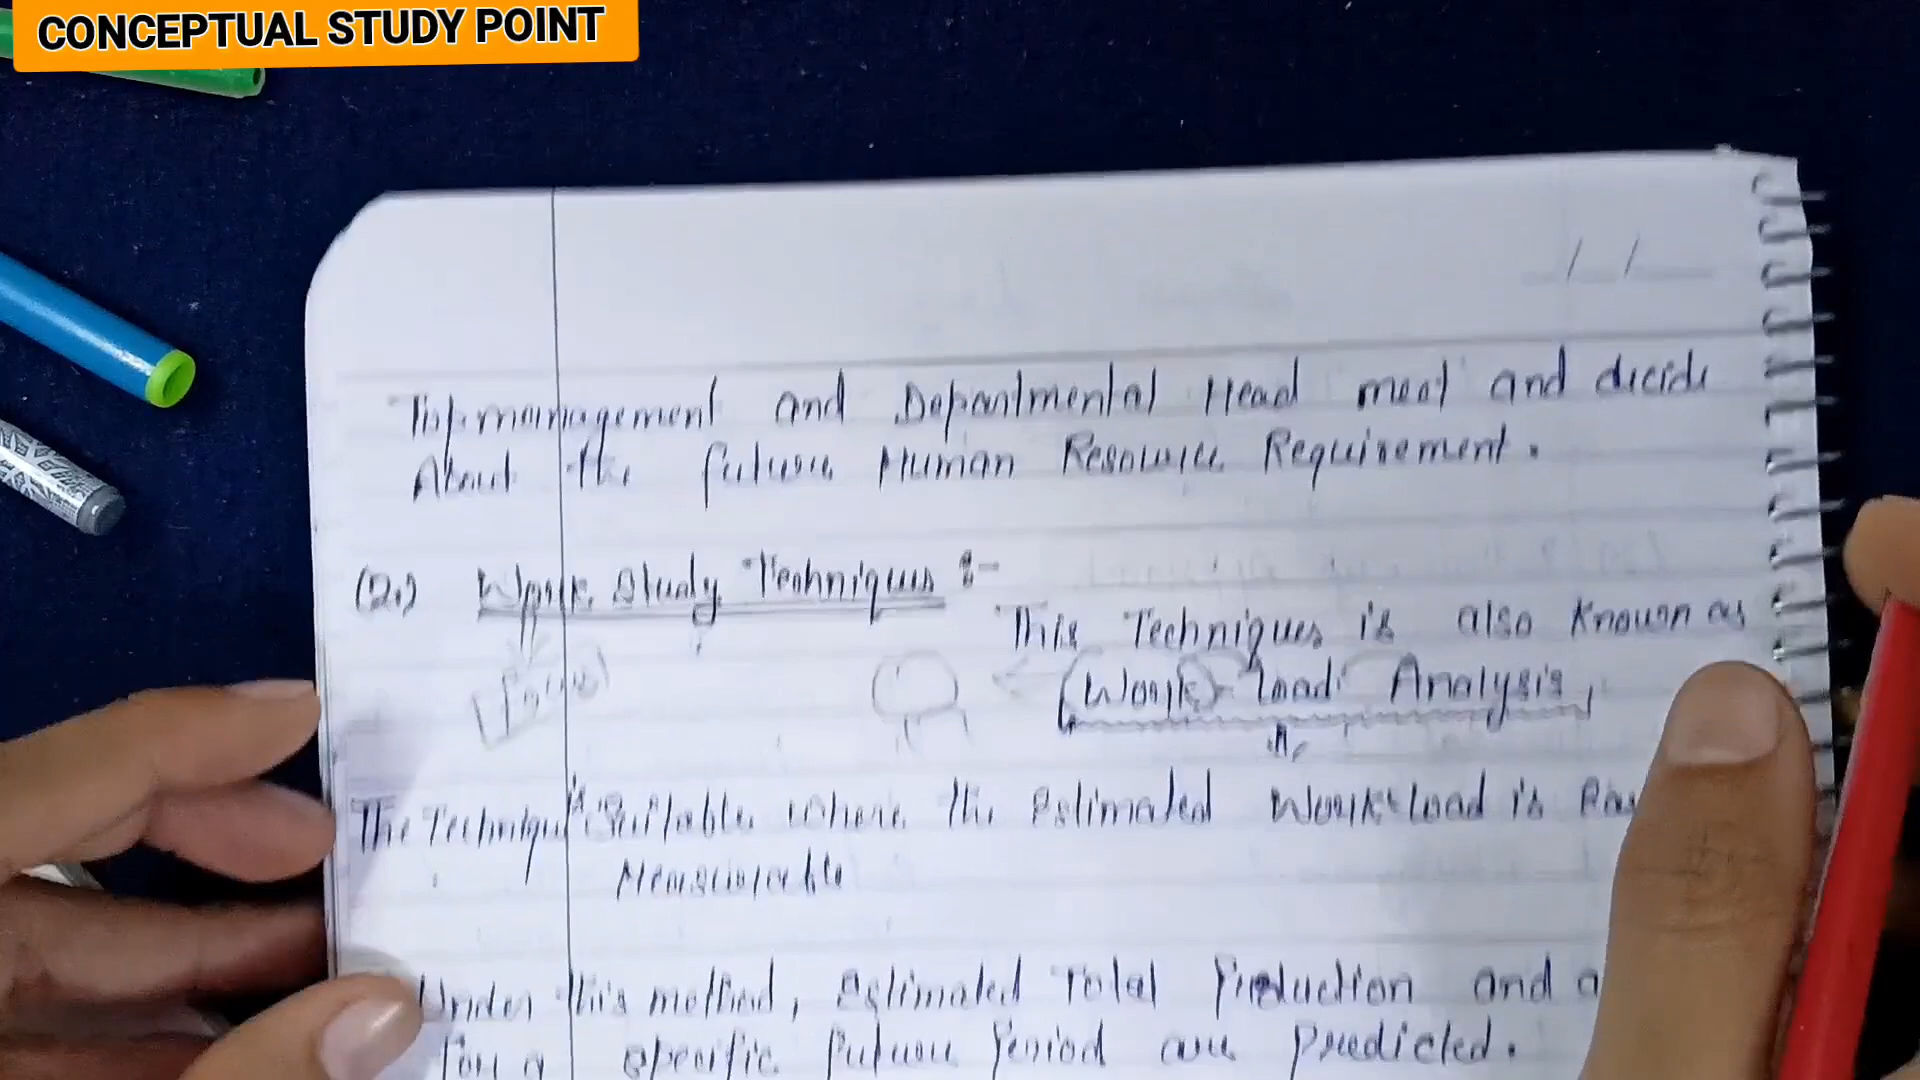 CONCEPTUAL STUDY POINT
Topmanagement and Departmental Head meet and decide
About the future Human Resource Requirement.
(2.) Work Study Techniques :-
This Techniques is also Known as
(Work)-load Analysis,
The Technique is Suitable where the Estimated Work-load is
Measurable
Under this method, Estimated Total Production and
for a specific future Period are Predicted.